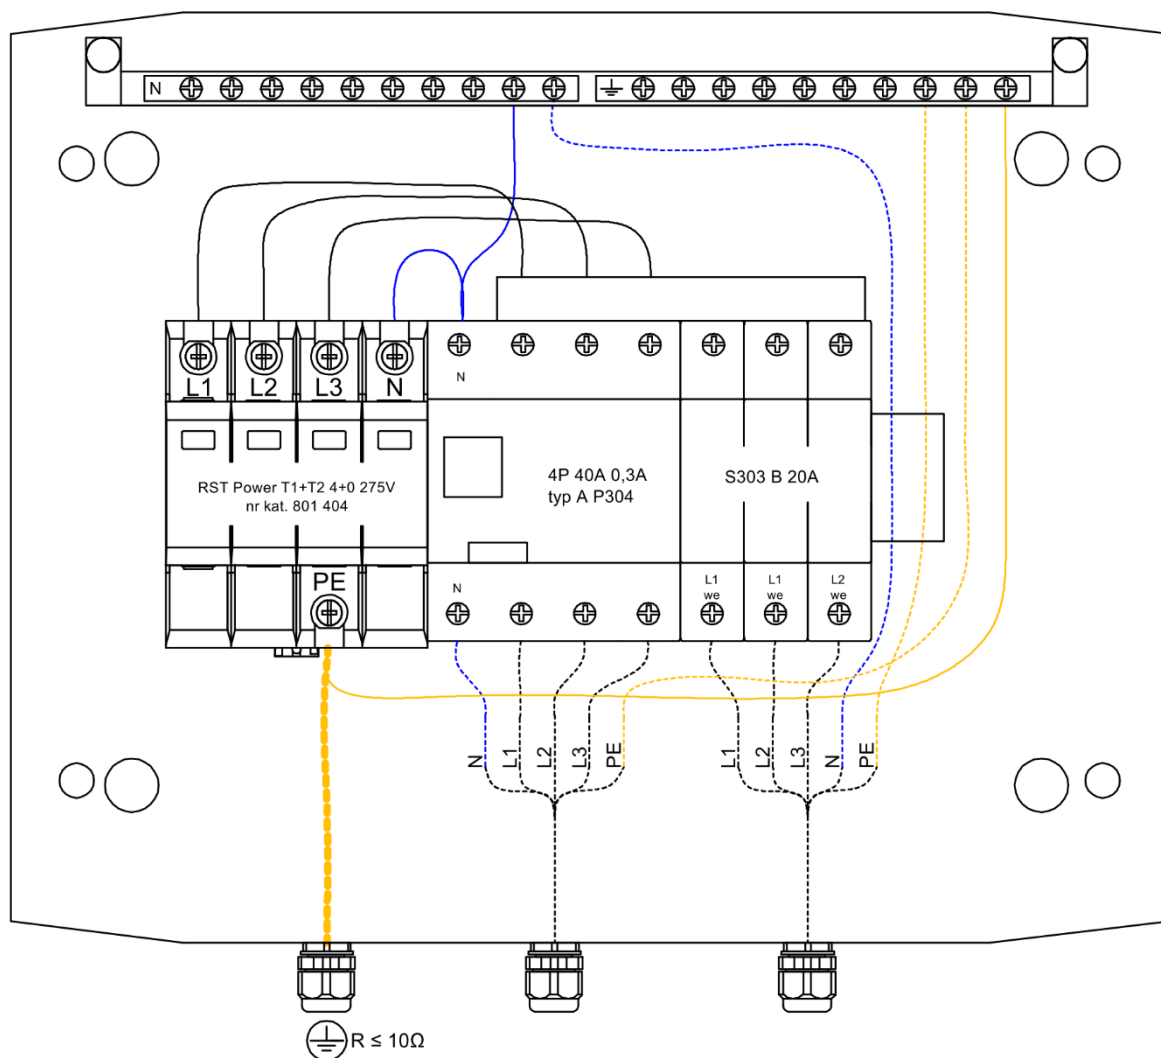 N
L1 L2 L3 N
N
RST Power T1+T2 4+0 275V
nr kat. 801 404
4P 40A 0,3A
typ A P304
S303 B 20A
PE
N
L1
we
L1
we
L2
we
N L1 L2 L3 PE
L1 L2 L3 N PE
R ≤ 10Ω